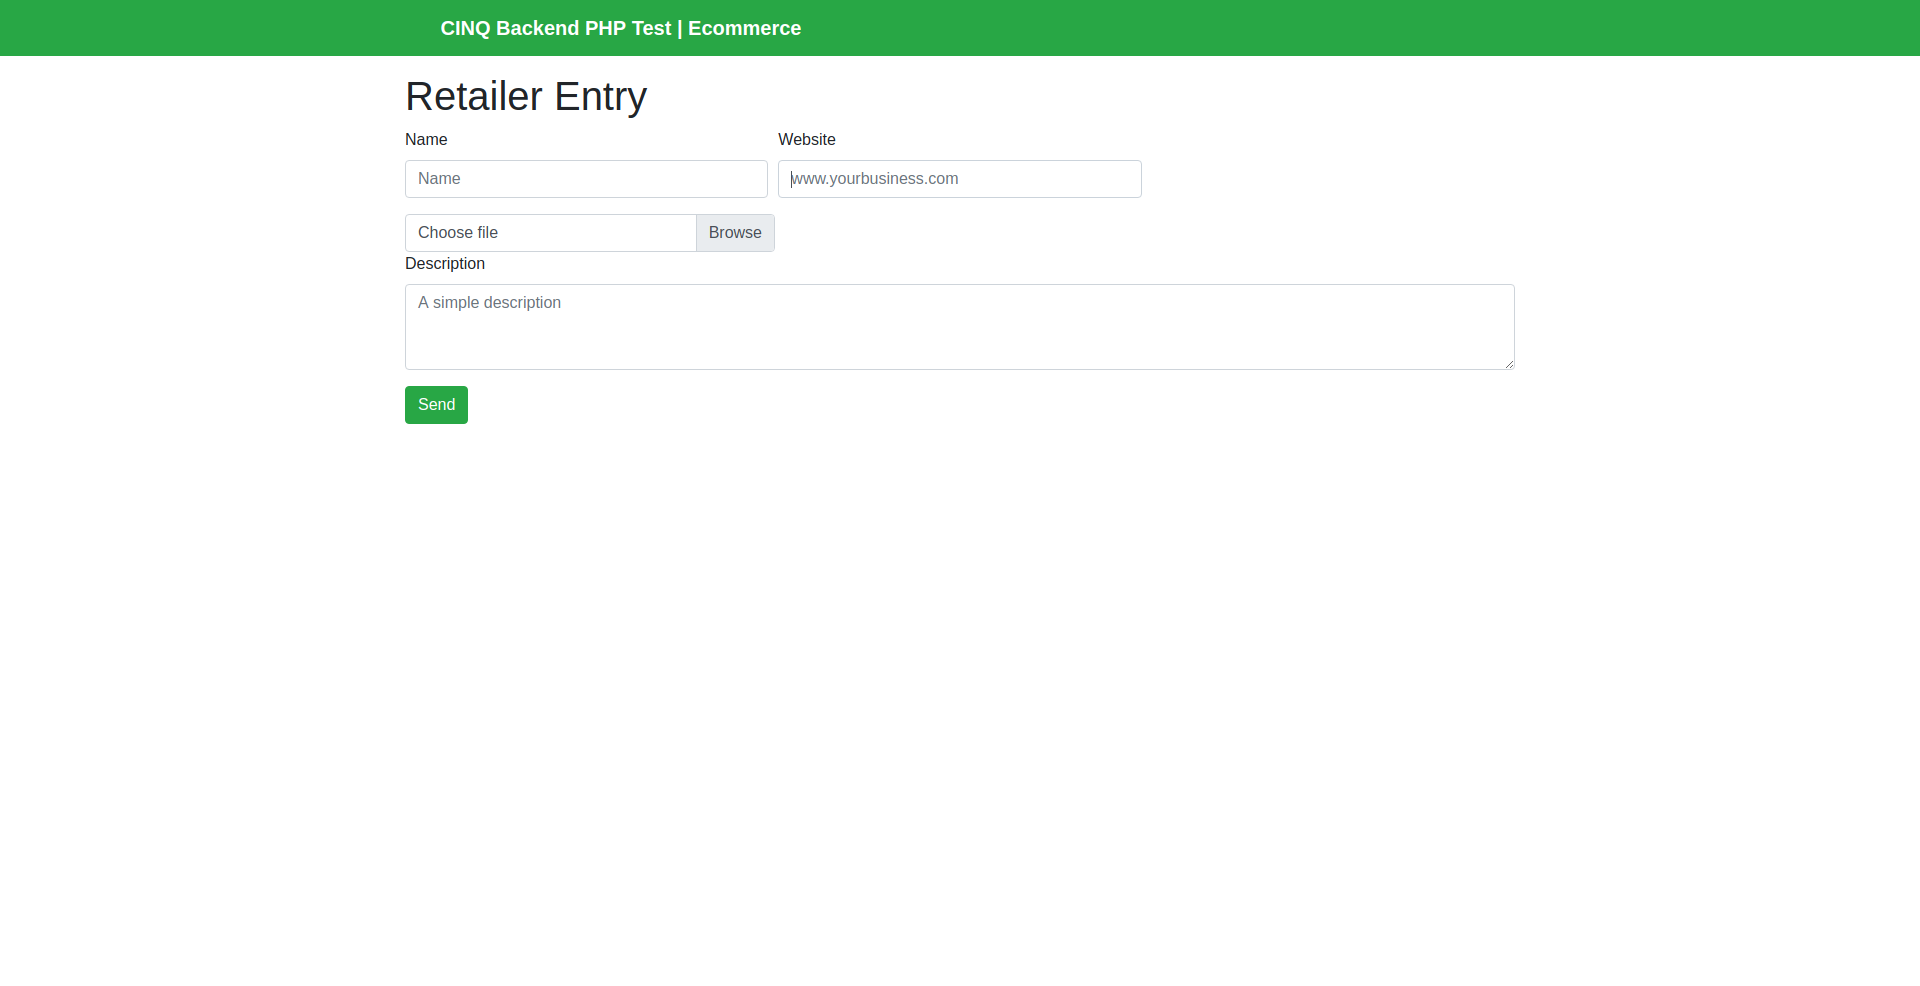 CINQ Backend PHP Test | Ecommerce
Retailer Entry
Name Website
Name www.yourbusiness.com
Choose file Browse
Description
A simple description
Send